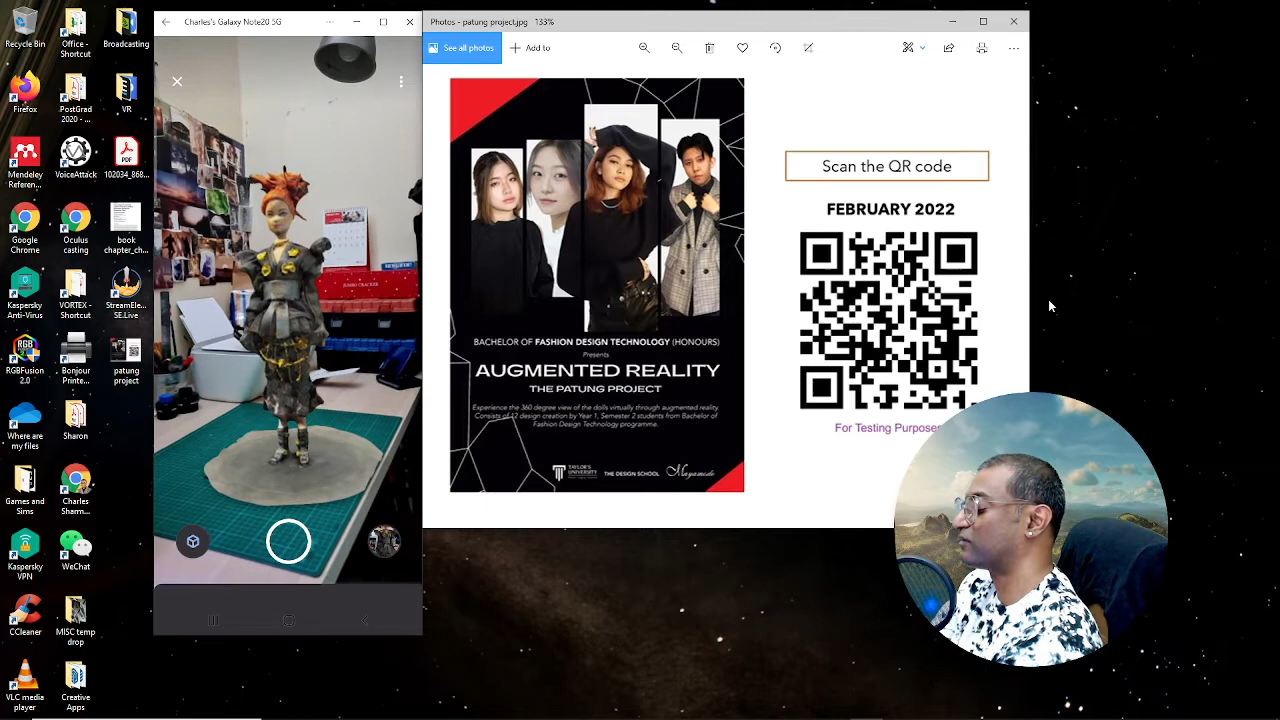 Recycle Bin
Office -
Shortcut
Broadcasting
Firefox
PostGrad
2020 - ...
VR
Mendeley
Referen...
VoiceAttack
102034_868...
Google
Chrome
Oculus
casting
book
chapter_ch...
Kaspersky
Anti-Virus
VORTEX -
Shortcut
StreamEle...
SE.Live
RGBFusion
2.0
Bonjour
Printe...
patung
project
Where are
my files
Sharon
Games and
Sims
Charles
Sharm...
Kaspersky
VPN
WeChat
CCleaner
MISC temp
drop
VLC media
player
Creative
Apps
Charles's Galaxy Note20 5G
JUMBO CRACKER
Photos - patung project.jpg 133%
See all photos
Add to
BACHELOR OF FASHION DESIGN TECHNOLOGY (HONOURS)
Presents
AUGMENTED REALITY
THE PATUNG PROJECT
Experience the 360 degree view of the dolls virtually through augmented reality.
Consists of 12 design creation by Year 1, Semester 2 students from Bachelor of
Fashion Design Technology programme.
TAYLOR'S
UNIVERSITY
THE DESIGN SCHOOL
Scan the QR code
FEBRUARY 2022
For Testing Purposes